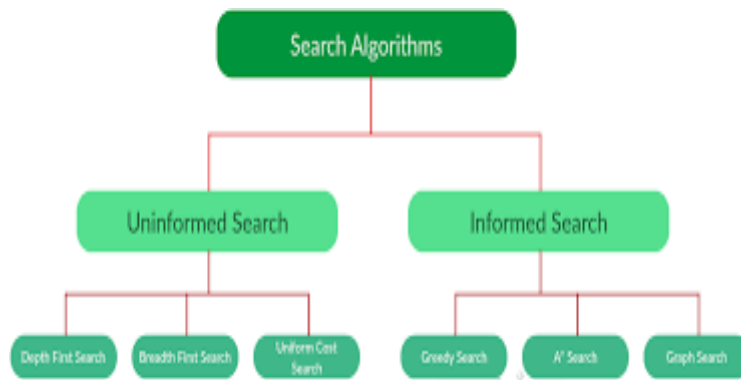 Search Algorithms
Uninformed Search
Informed Search
Depth First Search
Breadth First Search
Uniform Cost
Search
Greedy Search
A* Search
Graph Search